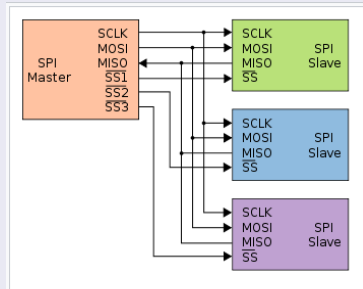 SPI
Master
SCLK
MOSI
MISO
SS1
SS2
SS3
SCLK
MOSI
MISO
SS
SPI
Slave
SCLK
MOSI
MISO
SS
SPI
Slave
SCLK
MOSI
MISO
SS
SPI
Slave